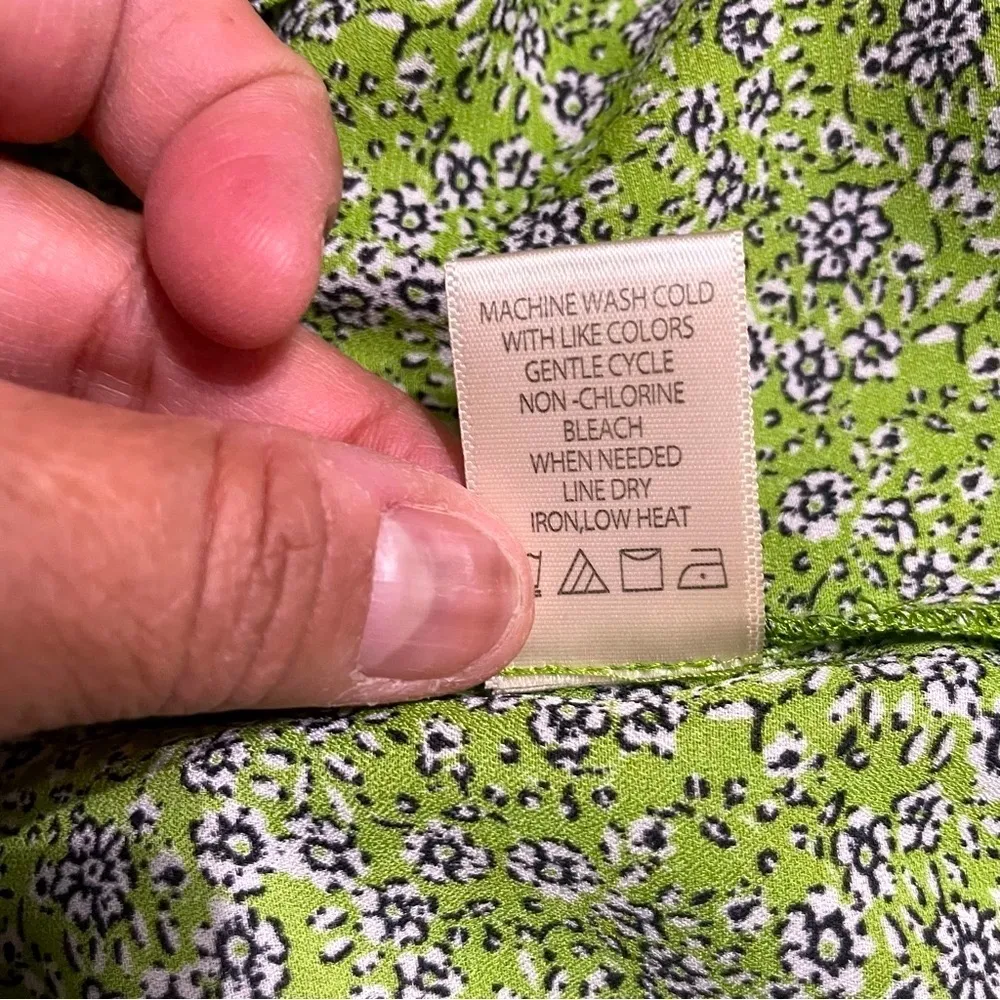 MACHINE WASH COLD
WITH LIKE COLORS
GENTLE CYCLE
NON -CHLORINE
BLEACH
WHEN NEEDED
LINE DRY
IRON,LOW HEAT